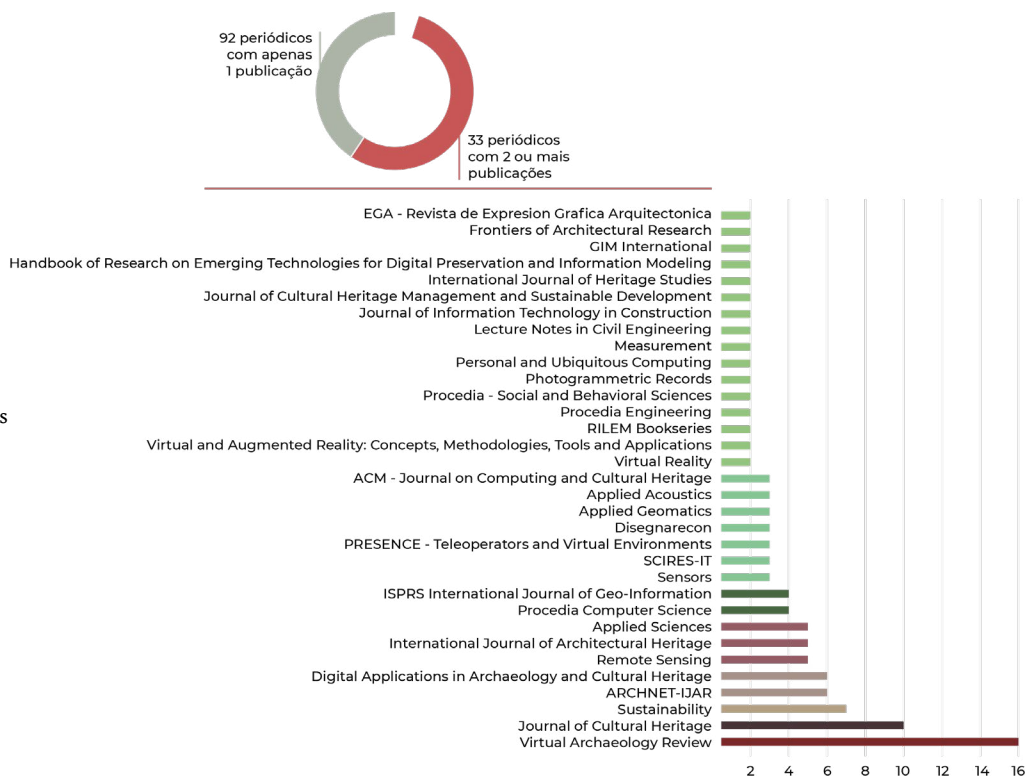 92 periódicos
com apenas
1 publicação
33 periódicos
com 2 ou mais
publicações
EGA - Revista de Expresion Grafica Arquitectonica
Frontiers of Architectural Research
GIM International
Handbook of Research on Emerging Technologies for Digital Preservation and Information Modeling
International Journal of Heritage Studies
Journal of Cultural Heritage Management and Sustainable Development
Journal of Information Technology in Construction
Lecture Notes in Civil Engineering
Measurement
Personal and Ubiquitous Computing
Photogrammetric Records
Procedia - Social and Behavioral Sciences
s
Procedia Engineering
RILEM Bookseries
Virtual and Augmented Reality: Concepts, Methodologies, Tools and Applications
Virtual Reality
ACM - Journal on Computing and Cultural Heritage
Applied Acoustics
Applied Geomatics
Disegnarecon
PRESENCE - Teleoperators and Virtual Environments
SCIRES-IT
Sensors
ISPRS International Journal of Geo-Information
Procedia Computer Science
Applied Sciences
International Journal of Architectural Heritage
Remote Sensing
Digital Applications in Archaeology and Cultural Heritage
ARCHNET-IJAR
Sustainability
Journal of Cultural Heritage
Virtual Archaeology Review
2 4 6 8 10 12 14 16